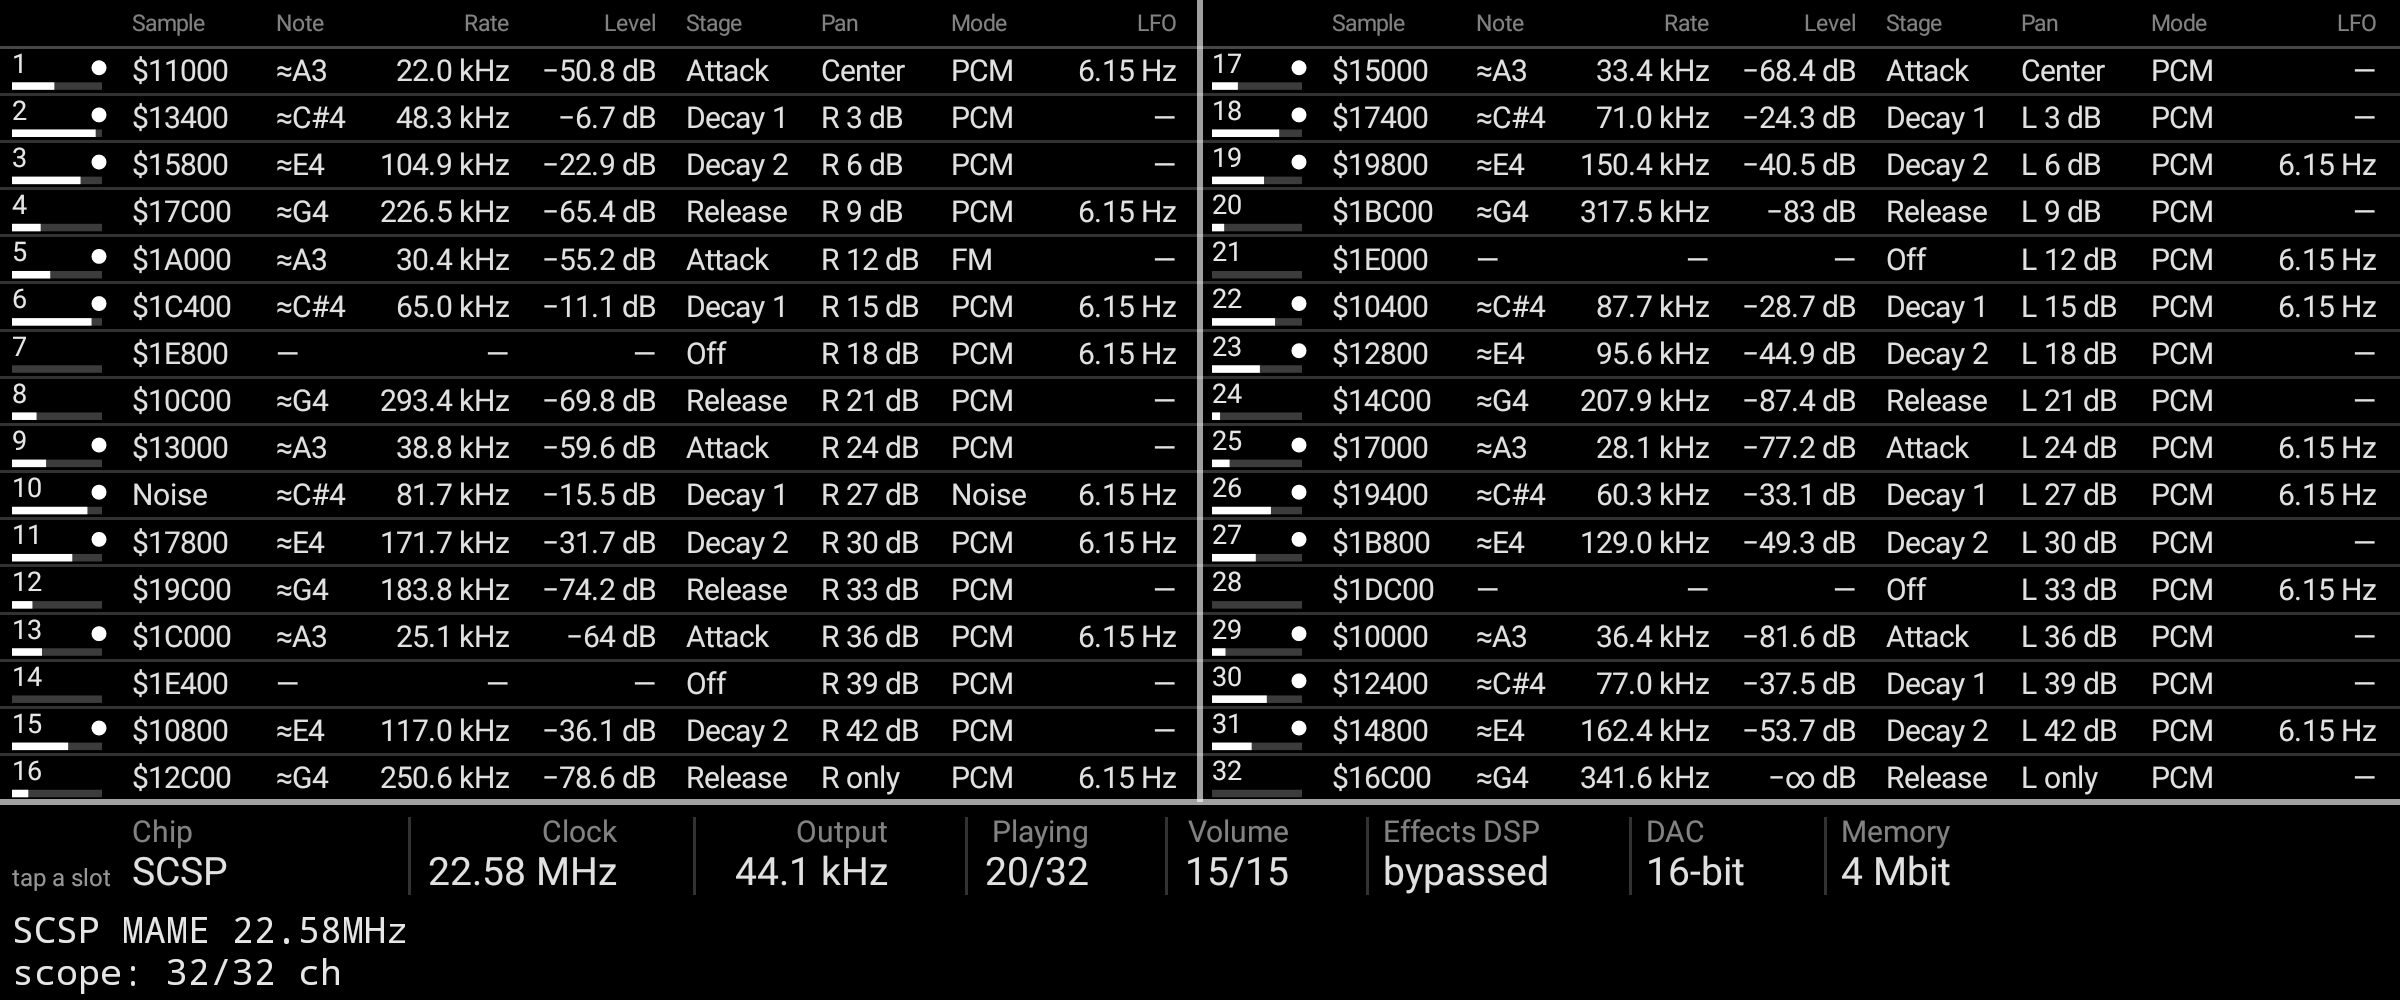 Sample Note Rate Level Stage Pan Mode LFO
1 $11000 ≈A3 22.0 kHz −50.8 dB Attack Center PCM 6.15 Hz
2 $13400 ≈C#4 48.3 kHz −6.7 dB Decay 1 R 3 dB PCM —
3 $15800 ≈E4 104.9 kHz −22.9 dB Decay 2 R 6 dB PCM —
4 $17C00 ≈G4 226.5 kHz −65.4 dB Release R 9 dB PCM 6.15 Hz
5 $1A000 ≈A3 30.4 kHz −55.2 dB Attack R 12 dB FM —
6 $1C400 ≈C#4 65.0 kHz −11.1 dB Decay 1 R 15 dB PCM 6.15 Hz
7 $1E800 — — — Off R 18 dB PCM 6.15 Hz
8 $10C00 ≈G4 293.4 kHz −69.8 dB Release R 21 dB PCM —
9 $13000 ≈A3 38.8 kHz −59.6 dB Attack R 24 dB PCM —
10 Noise ≈C#4 81.7 kHz −15.5 dB Decay 1 R 27 dB Noise 6.15 Hz
11 $17800 ≈E4 171.7 kHz −31.7 dB Decay 2 R 30 dB PCM 6.15 Hz
12 $19C00 ≈G4 183.8 kHz −74.2 dB Release R 33 dB PCM —
13 $1C000 ≈A3 25.1 kHz −64 dB Attack R 36 dB PCM 6.15 Hz
14 $1E400 — — — Off R 39 dB PCM —
15 $10800 ≈E4 117.0 kHz −36.1 dB Decay 2 R 42 dB PCM —
16 $12C00 ≈G4 250.6 kHz −78.6 dB Release R only PCM 6.15 Hz
Sample Note Rate Level Stage Pan Mode LFO
17 $15000 ≈A3 33.4 kHz −68.4 dB Attack Center PCM —
18 $17400 ≈C#4 71.0 kHz −24.3 dB Decay 1 L 3 dB PCM —
19 $19800 ≈E4 150.4 kHz −40.5 dB Decay 2 L 6 dB PCM 6.15 Hz
20 $1BC00 ≈G4 317.5 kHz −83 dB Release L 9 dB PCM —
21 $1E000 — — — Off L 12 dB PCM 6.15 Hz
22 $10400 ≈C#4 87.7 kHz −28.7 dB Decay 1 L 15 dB PCM 6.15 Hz
23 $12800 ≈E4 95.6 kHz −44.9 dB Decay 2 L 18 dB PCM —
24 $14C00 ≈G4 207.9 kHz −87.4 dB Release L 21 dB PCM —
25 $17000 ≈A3 28.1 kHz −77.2 dB Attack L 24 dB PCM 6.15 Hz
26 $19400 ≈C#4 60.3 kHz −33.1 dB Decay 1 L 27 dB PCM 6.15 Hz
27 $1B800 ≈E4 129.0 kHz −49.3 dB Decay 2 L 30 dB PCM —
28 $1DC00 — — — Off L 33 dB PCM 6.15 Hz
29 $10000 ≈A3 36.4 kHz −81.6 dB Attack L 36 dB PCM —
30 $12400 ≈C#4 77.0 kHz −37.5 dB Decay 1 L 39 dB PCM —
31 $14800 ≈E4 162.4 kHz −53.7 dB Decay 2 L 42 dB PCM 6.15 Hz
32 $16C00 ≈G4 341.6 kHz −∞ dB Release L only PCM —
Chip Clock Output Playing Volume Effects DSP DAC Memory
tap a slot SCSP 22.58 MHz 44.1 kHz 20/32 15/15 bypassed 16-bit 4 Mbit
SCSP MAME 22.58MHz
scope: 32/32 ch